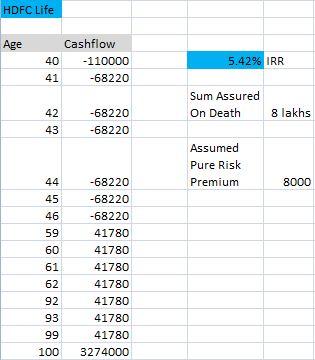 HDFC Life
Age Cashflow
40 -110000 5.42% IRR
41 -68220
Sum Assured
42 -68220 On Death 8 lakhs
43 -68220
Assumed
Pure Risk
44 -68220 Premium 8000
45 -68220
46 -68220
59 41780
60 41780
61 41780
62 41780
92 41780
93 41780
99 41780
100 3274000